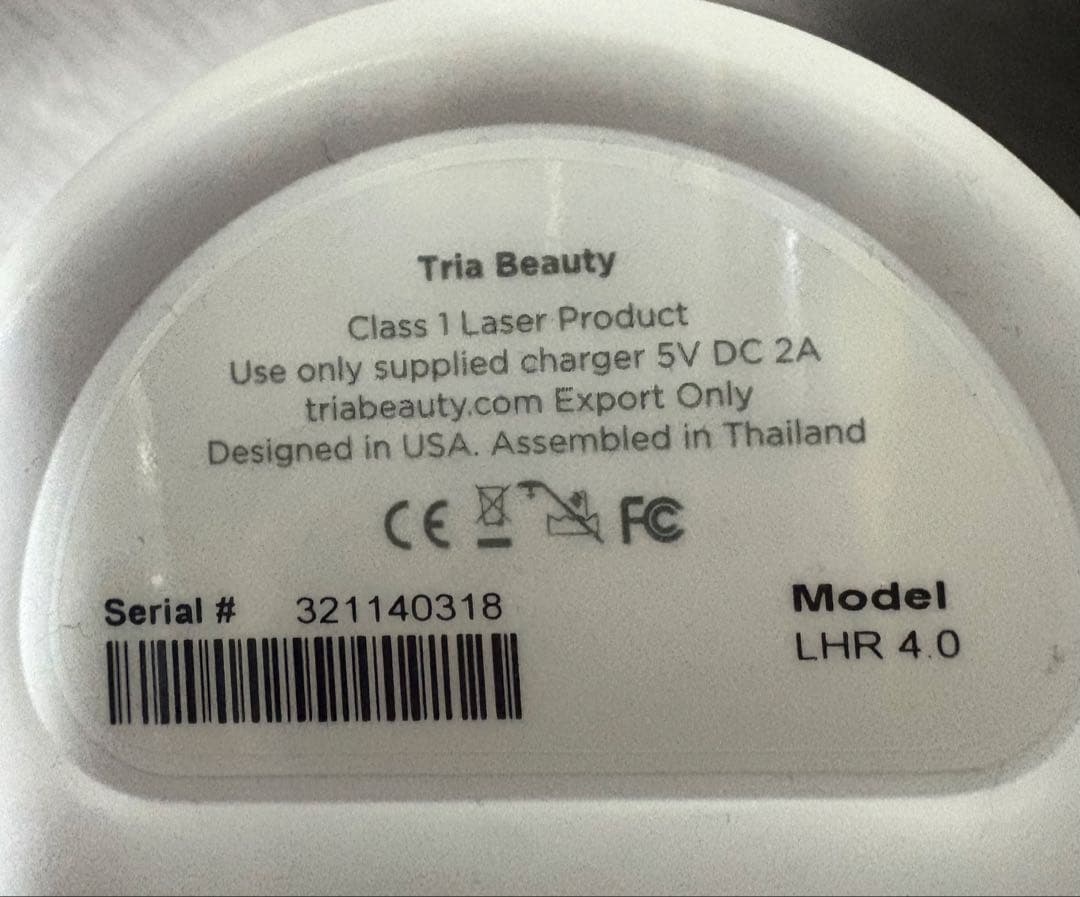 Tria Beauty
Class 1 Laser Product
Use only supplied charger 5V DC 2A
triabeauty.com Export Only
Designed in USA. Assembled in Thailand
CE FC
Serial # 321140318
Model
LHR 4.0